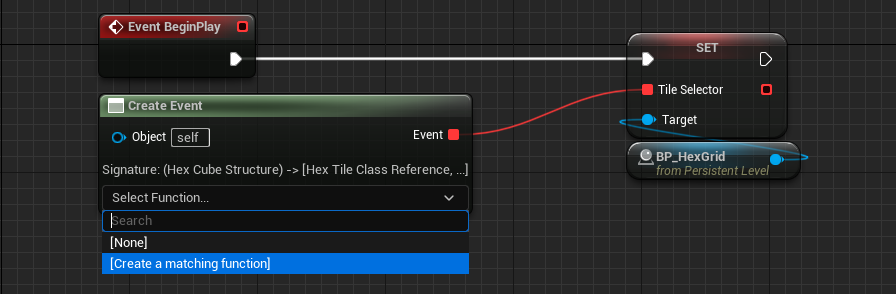 Event BeginPlay
SET
Tile Selector
Target
Create Event
Object self
Event
Signature: (Hex Cube Structure) -> [Hex Tile Class Reference, ...]
Select Function...
Search
[None]
[Create a matching function]
BP_HexGrid
from Persistent Level